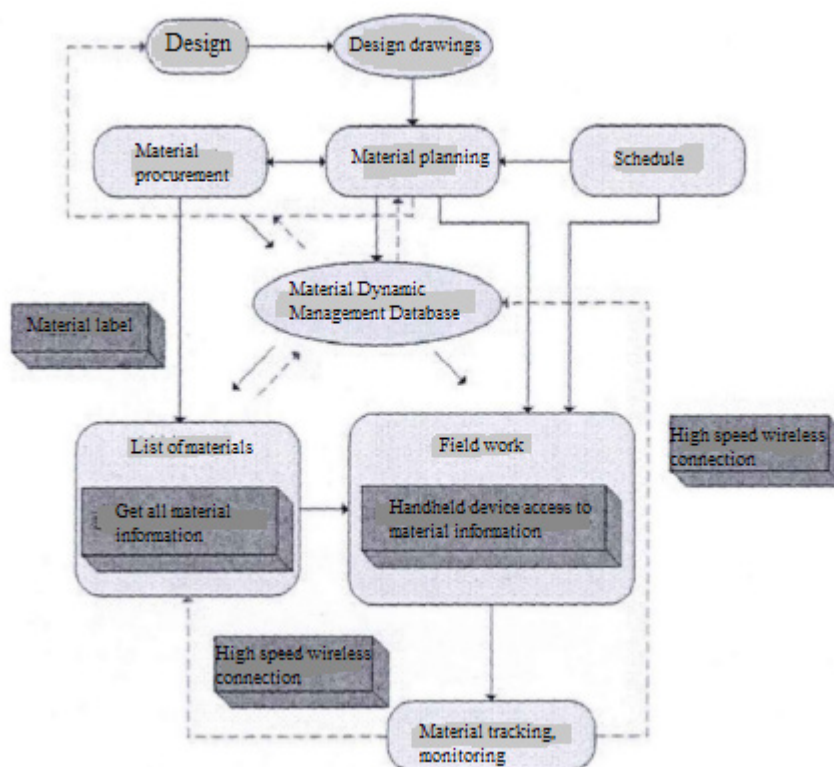 Design
Design drawings
Material
procurement
Material planning
Schedule
Material Dynamic
Management Database
Material label
List of materials
Field work
High speed wireless
connection
Get all material
information
Handheld device access to
material information
High speed wireless
connection
Material tracking,
monitoring